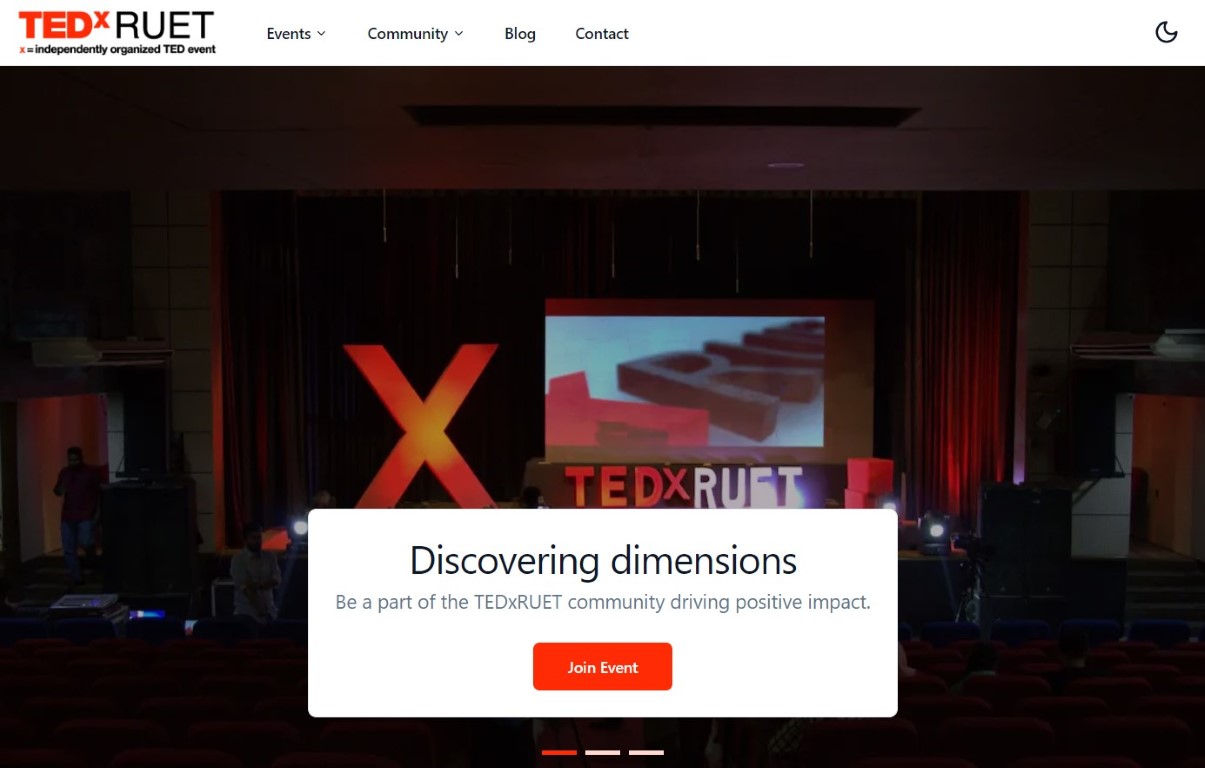 TEDx RUET
x = independently organized TED event
Events
Community
Blog
Contact
X
TEDxRUET
Discovering dimensions
Be a part of the TEDxRUET community driving positive impact.
Join Event